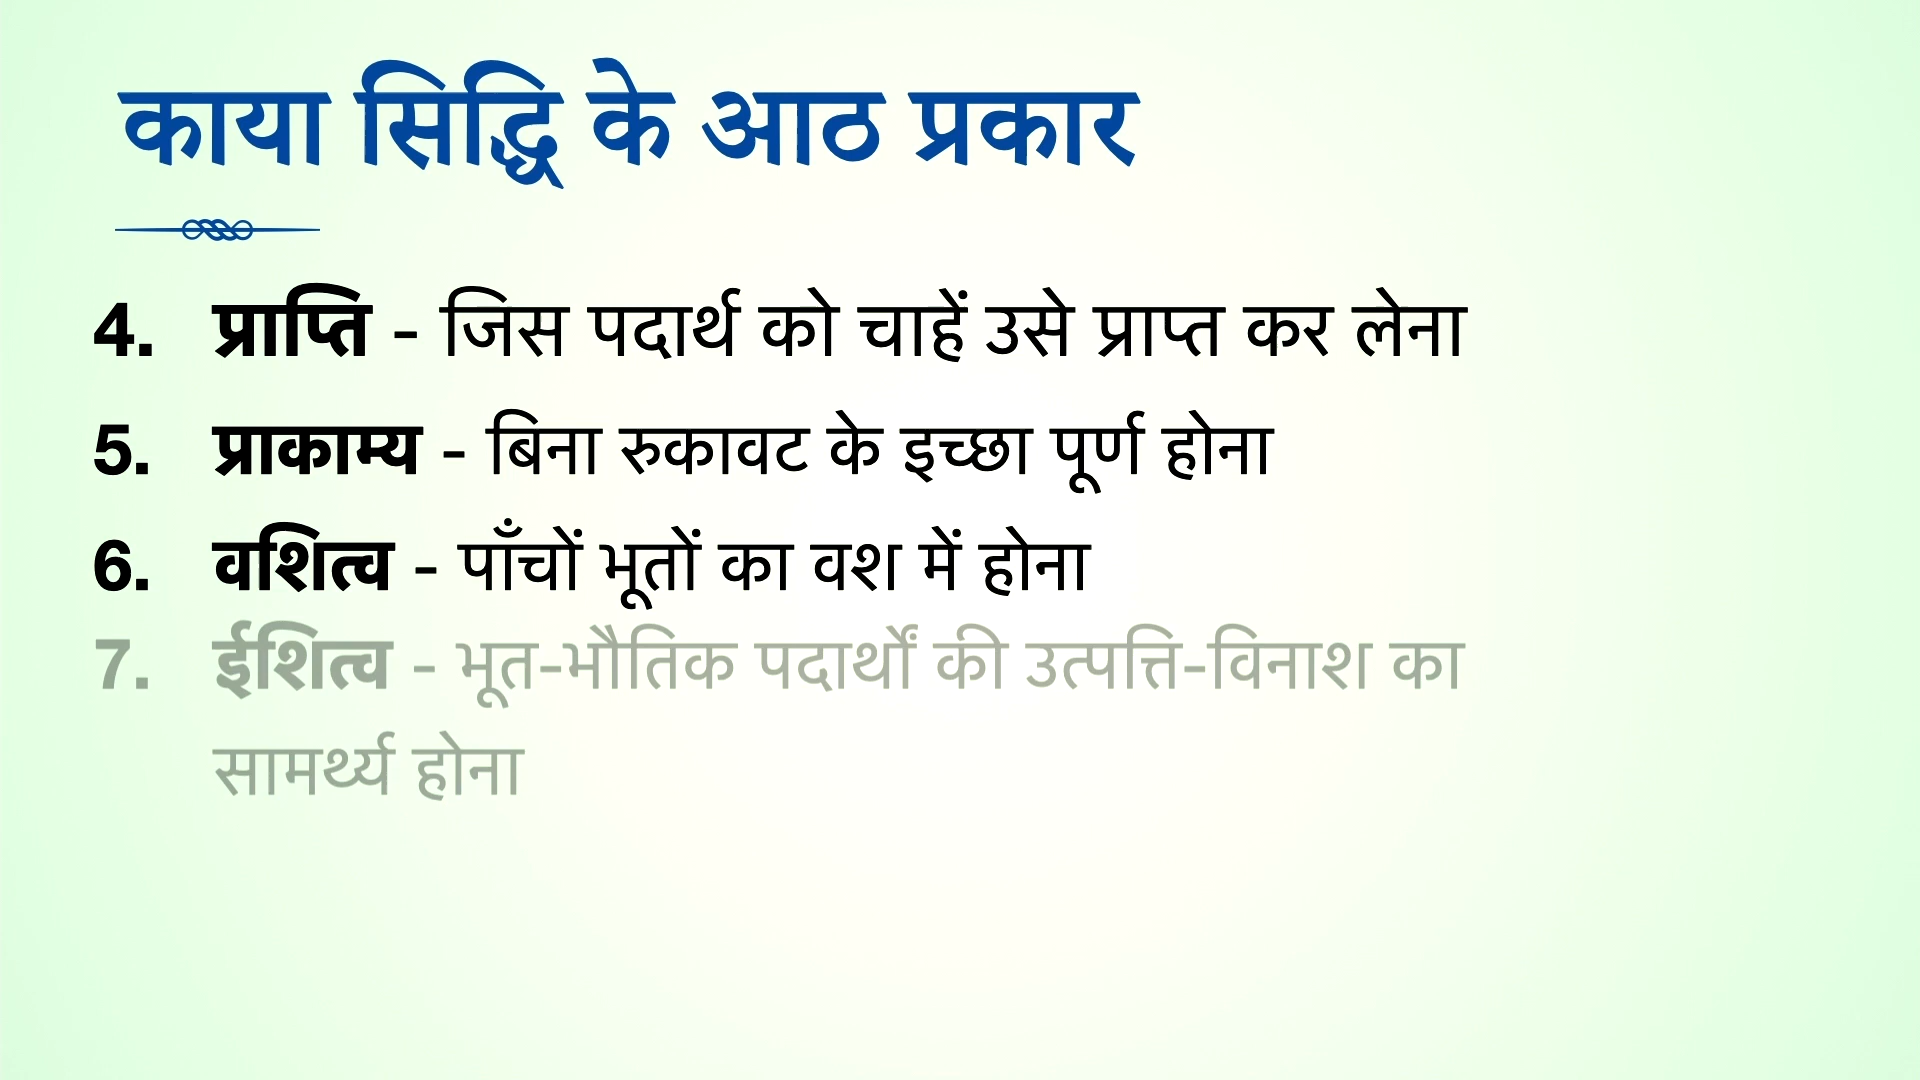 काया सिद्धि के आठ प्रकार
4. प्राप्ति - जिस पदार्थ को चाहें उसे प्राप्त कर लेना
5. प्राकाम्य - बिना रुकावट के इच्छा पूर्ण होना
6. वशित्व - पाँचों भूतों का वश में होना
7. ईशित्व - भूत-भौतिक पदार्थों की उत्पत्ति-विनाश का
सामर्थ्य होना